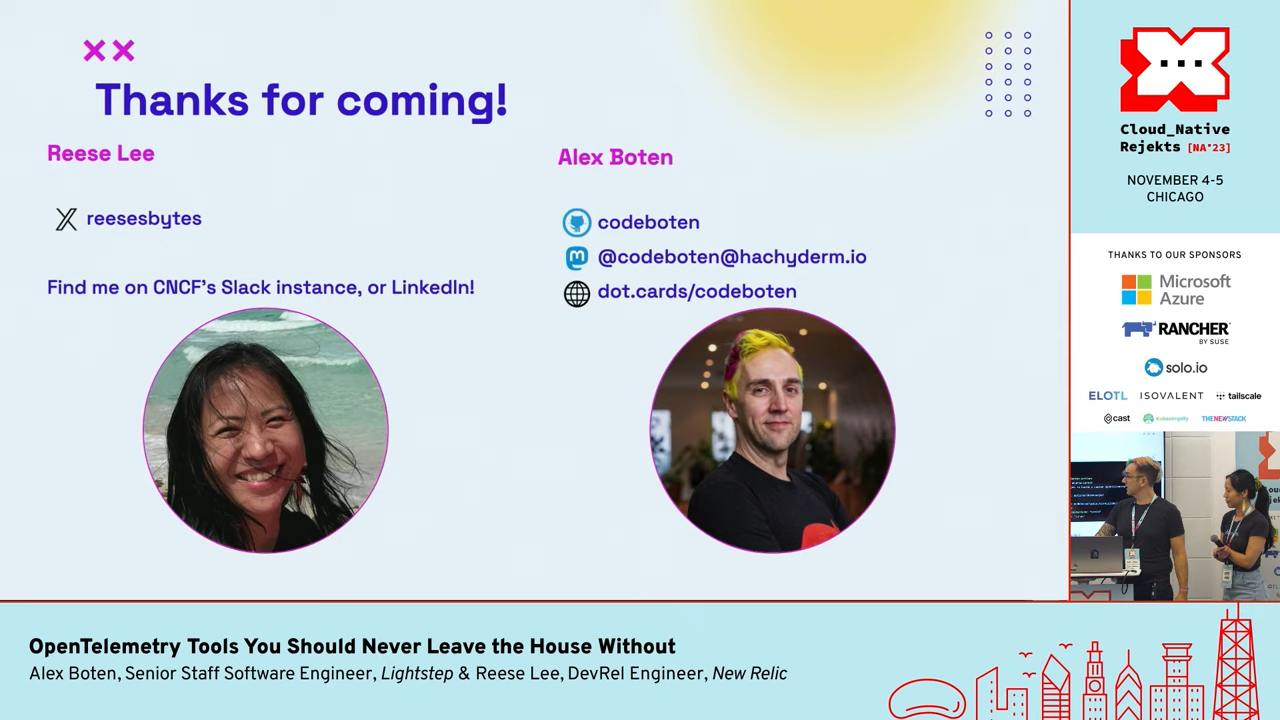 Thanks for coming!
Reese Lee
reesesbytes
Find me on CNCF's Slack instance, or LinkedIn!
Alex Boten
codeboten
@codeboten@hachyderm.io
dot.cards/codeboten
Cloud_Native
Rejekts [NA'23]
NOVEMBER 4-5
CHICAGO
THANKS TO OUR SPONSORS
Microsoft
Azure
RANCHER
BY SUSE
solo.io
ELOTL ISOVALENT tailscale
cast Kubesimplify THENEWSTACK
OpenTelemetry Tools You Should Never Leave the House Without
Alex Boten, Senior Staff Software Engineer, Lightstep & Reese Lee, DevRel Engineer, New Relic